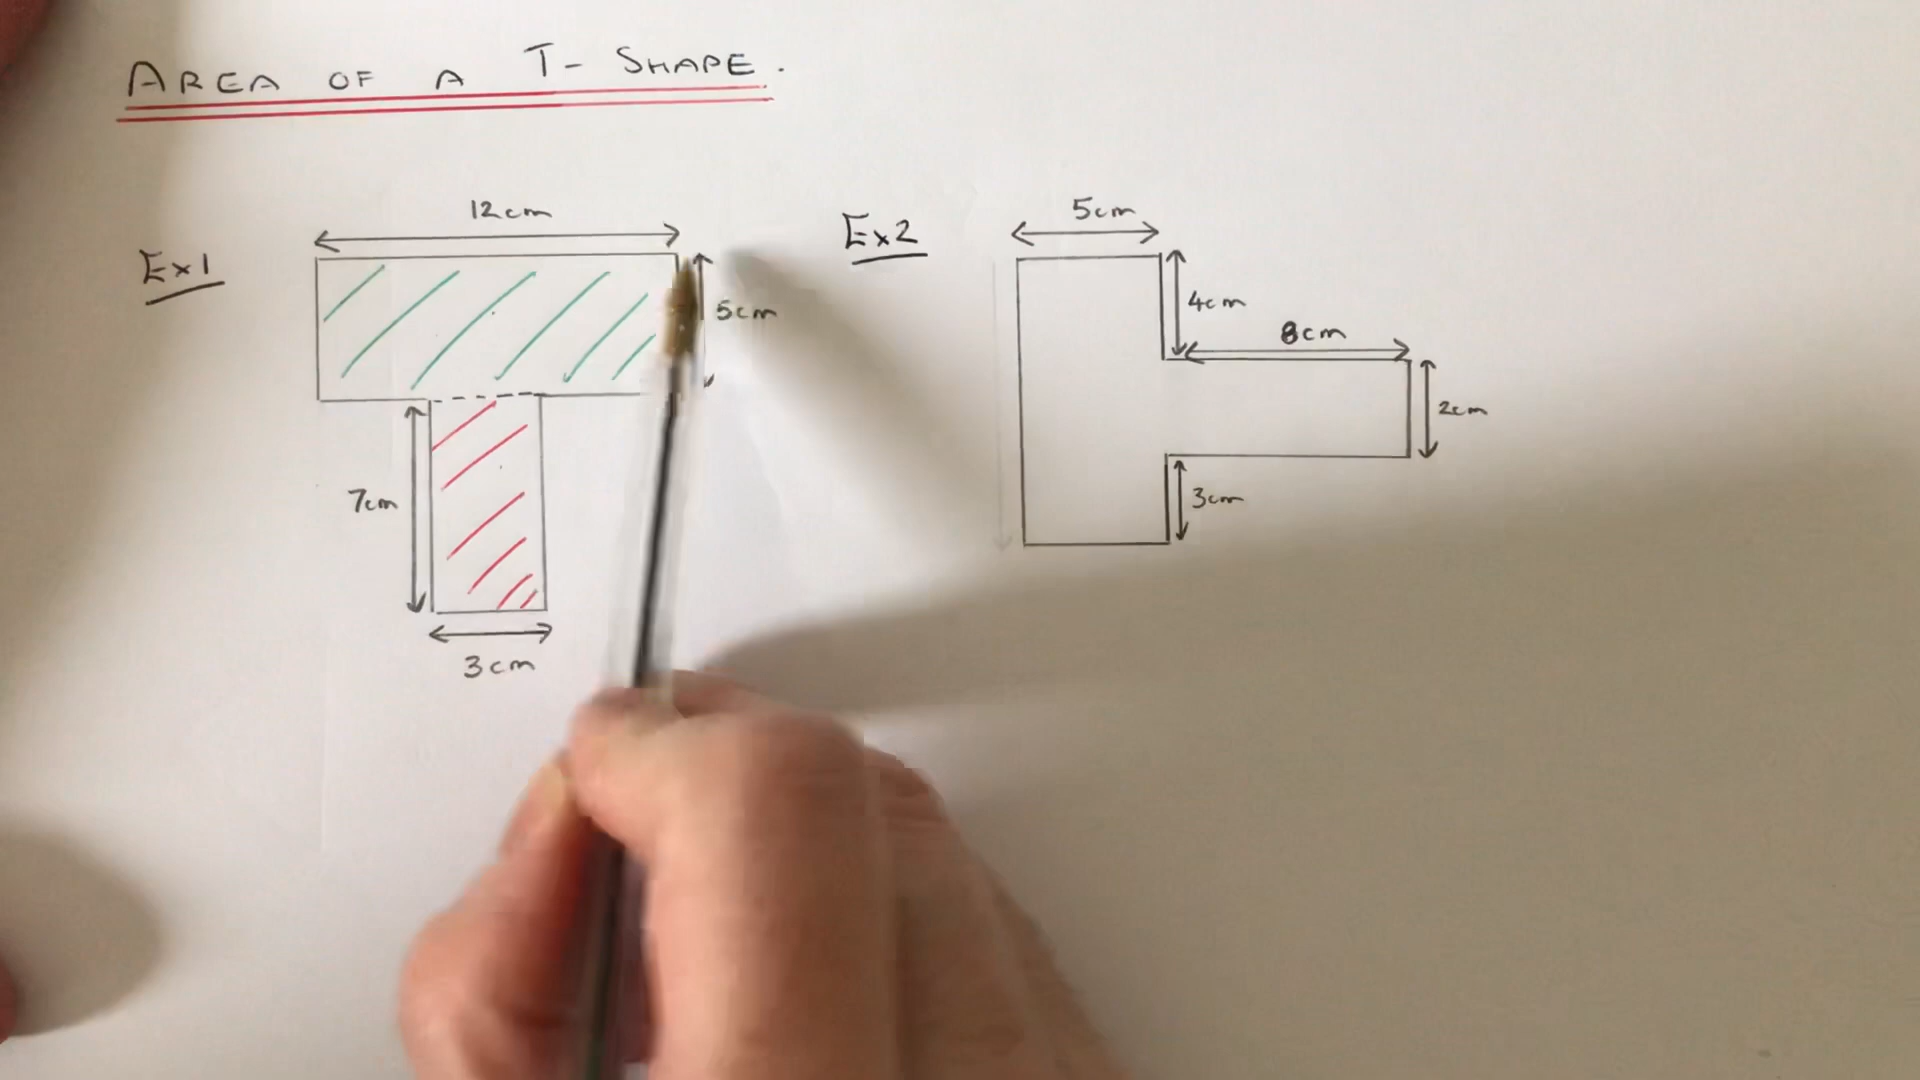 AREA OF A T- SHAPE.
Ex1
12cm
5cm
7cm
3cm
Ex2
5cm
4cm
8cm
2cm
3cm